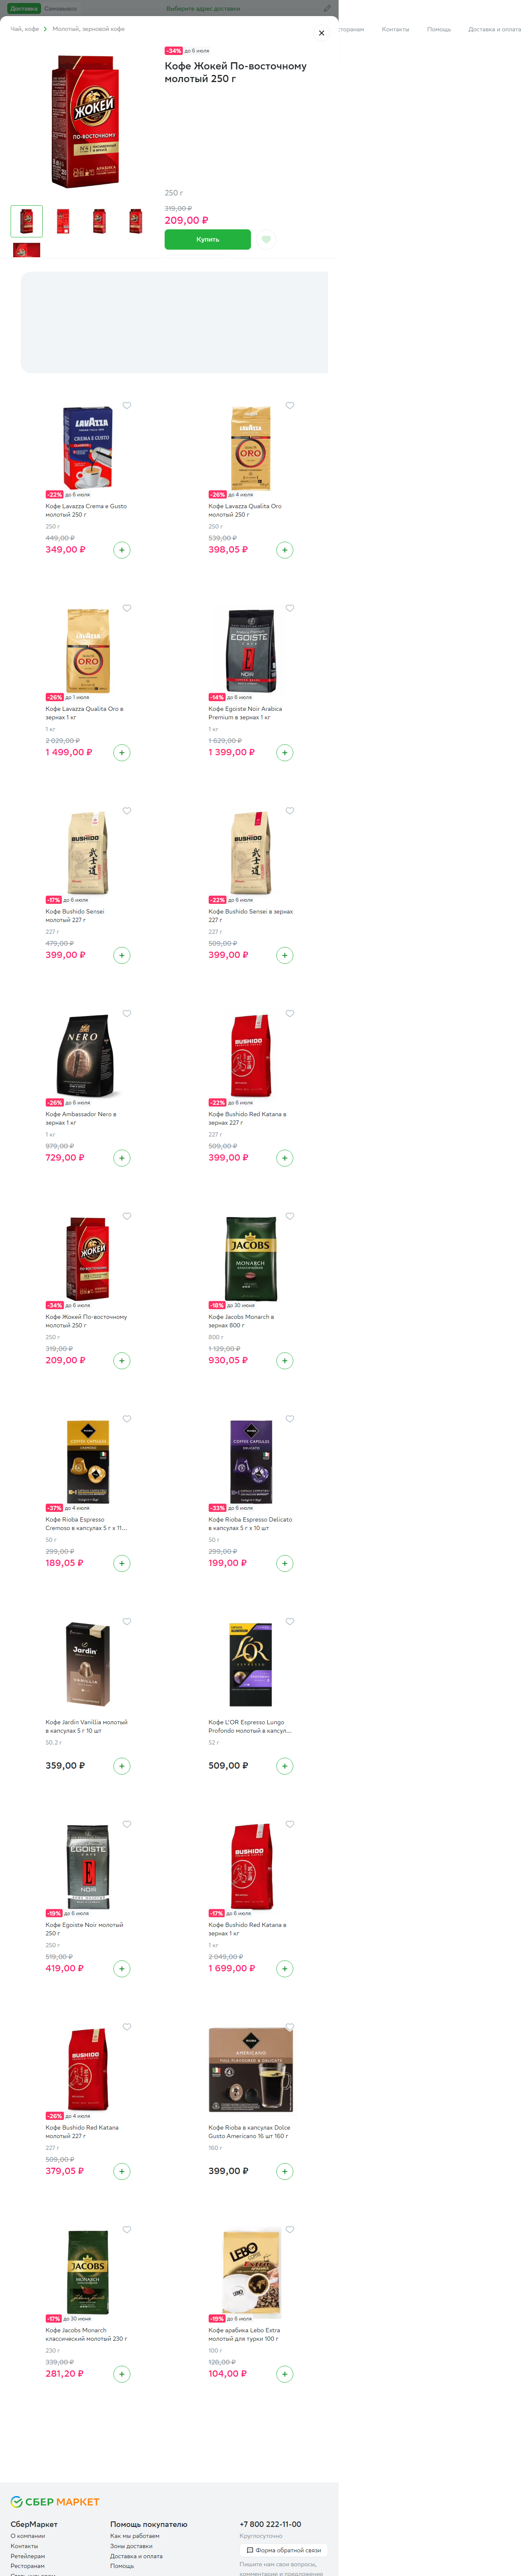 Доставка
Самовывоз
Выберите адрес доставки
Чай, кофе
Молотый, зерновой кофе
сторанам
Контакты
Помощь
Доставка и оплата
-34% до 6 июля
Кофе Жокей По-восточному
молотый 250 г
250 г
319,00 ₽
209,00 ₽
Купить
-22% до 6 июля
Кофе Lavazza Crema e Gusto
молотый 250 г
250 г
449,00 ₽
349,00 ₽
-26% до 4 июля
Кофе Lavazza Qualita Oro
молотый 250 г
250 г
539,00 ₽
398,05 ₽
-26% до 1 июля
Кофе Lavazza Qualita Oro в
зернах 1 кг
1 кг
2 029,00 ₽
1 499,00 ₽
-14% до 6 июля
Кофе Egoiste Noir Arabica
Premium в зернах 1 кг
1 кг
1 629,00 ₽
1 399,00 ₽
-17% до 6 июля
Кофе Bushido Sensei
молотый 227 г
227 г
479,00 ₽
399,00 ₽
-22% до 6 июля
Кофе Bushido Sensei в зернах
227 г
227 г
509,00 ₽
399,00 ₽
-26% до 6 июля
Кофе Ambassador Nero в
зернах 1 кг
1 кг
979,00 ₽
729,00 ₽
-22% до 6 июля
Кофе Bushido Red Katana в
зернах 227 г
227 г
509,00 ₽
399,00 ₽
-34% до 6 июля
Кофе Жокей По-восточному
молотый 250 г
250 г
319,00 ₽
209,00 ₽
-18% до 30 июня
Кофе Jacobs Monarch в
зернах 800 г
800 г
1 129,00 ₽
930,05 ₽
-37% до 4 июля
Кофе Rioba Espresso
Cremoso в капсулах 5 г х 11...
50 г
299,00 ₽
189,05 ₽
-33% до 6 июля
Кофе Rioba Espresso Delicato
в капсулах 5 г х 10 шт
50 г
299,00 ₽
199,00 ₽
Кофе Jardin Vanillia молотый
в капсулах 5 г 10 шт
50.2 г
359,00 ₽
Кофе L'OR Espresso Lungo
Profondo молотый в капсул...
52 г
509,00 ₽
-19% до 6 июля
Кофе Egoiste Noir молотый
250 г
250 г
519,00 ₽
419,00 ₽
-17% до 6 июля
Кофе Bushido Red Katana в
зернах 1 кг
1 кг
2 049,00 ₽
1 699,00 ₽
-26% до 4 июля
Кофе Bushido Red Katana
молотый 227 г
227 г
509,00 ₽
379,05 ₽
Кофе Rioba в капсулах Dolce
Gusto Americano 16 шт 160 г
160 г
399,00 ₽
-17% до 30 июня
Кофе Jacobs Monarch
классический молотый 230 г
230 г
339,00 ₽
281,20 ₽
-19% до 6 июля
Кофе арабика Lebo Extra
молотый для турки 100 г
100 г
128,00 ₽
104,00 ₽
СБЕР МАРКЕТ
СберМаркет
О компании
Контакты
Ретейлерам
Ресторанам
Помощь покупателю
Как мы работаем
Зоны доставки
Доставка и оплата
Помощь
+7 800 222-11-00
Круглосуточно
Форма обратной связи
Пишите нам свои вопросы,
комментарии и предложения